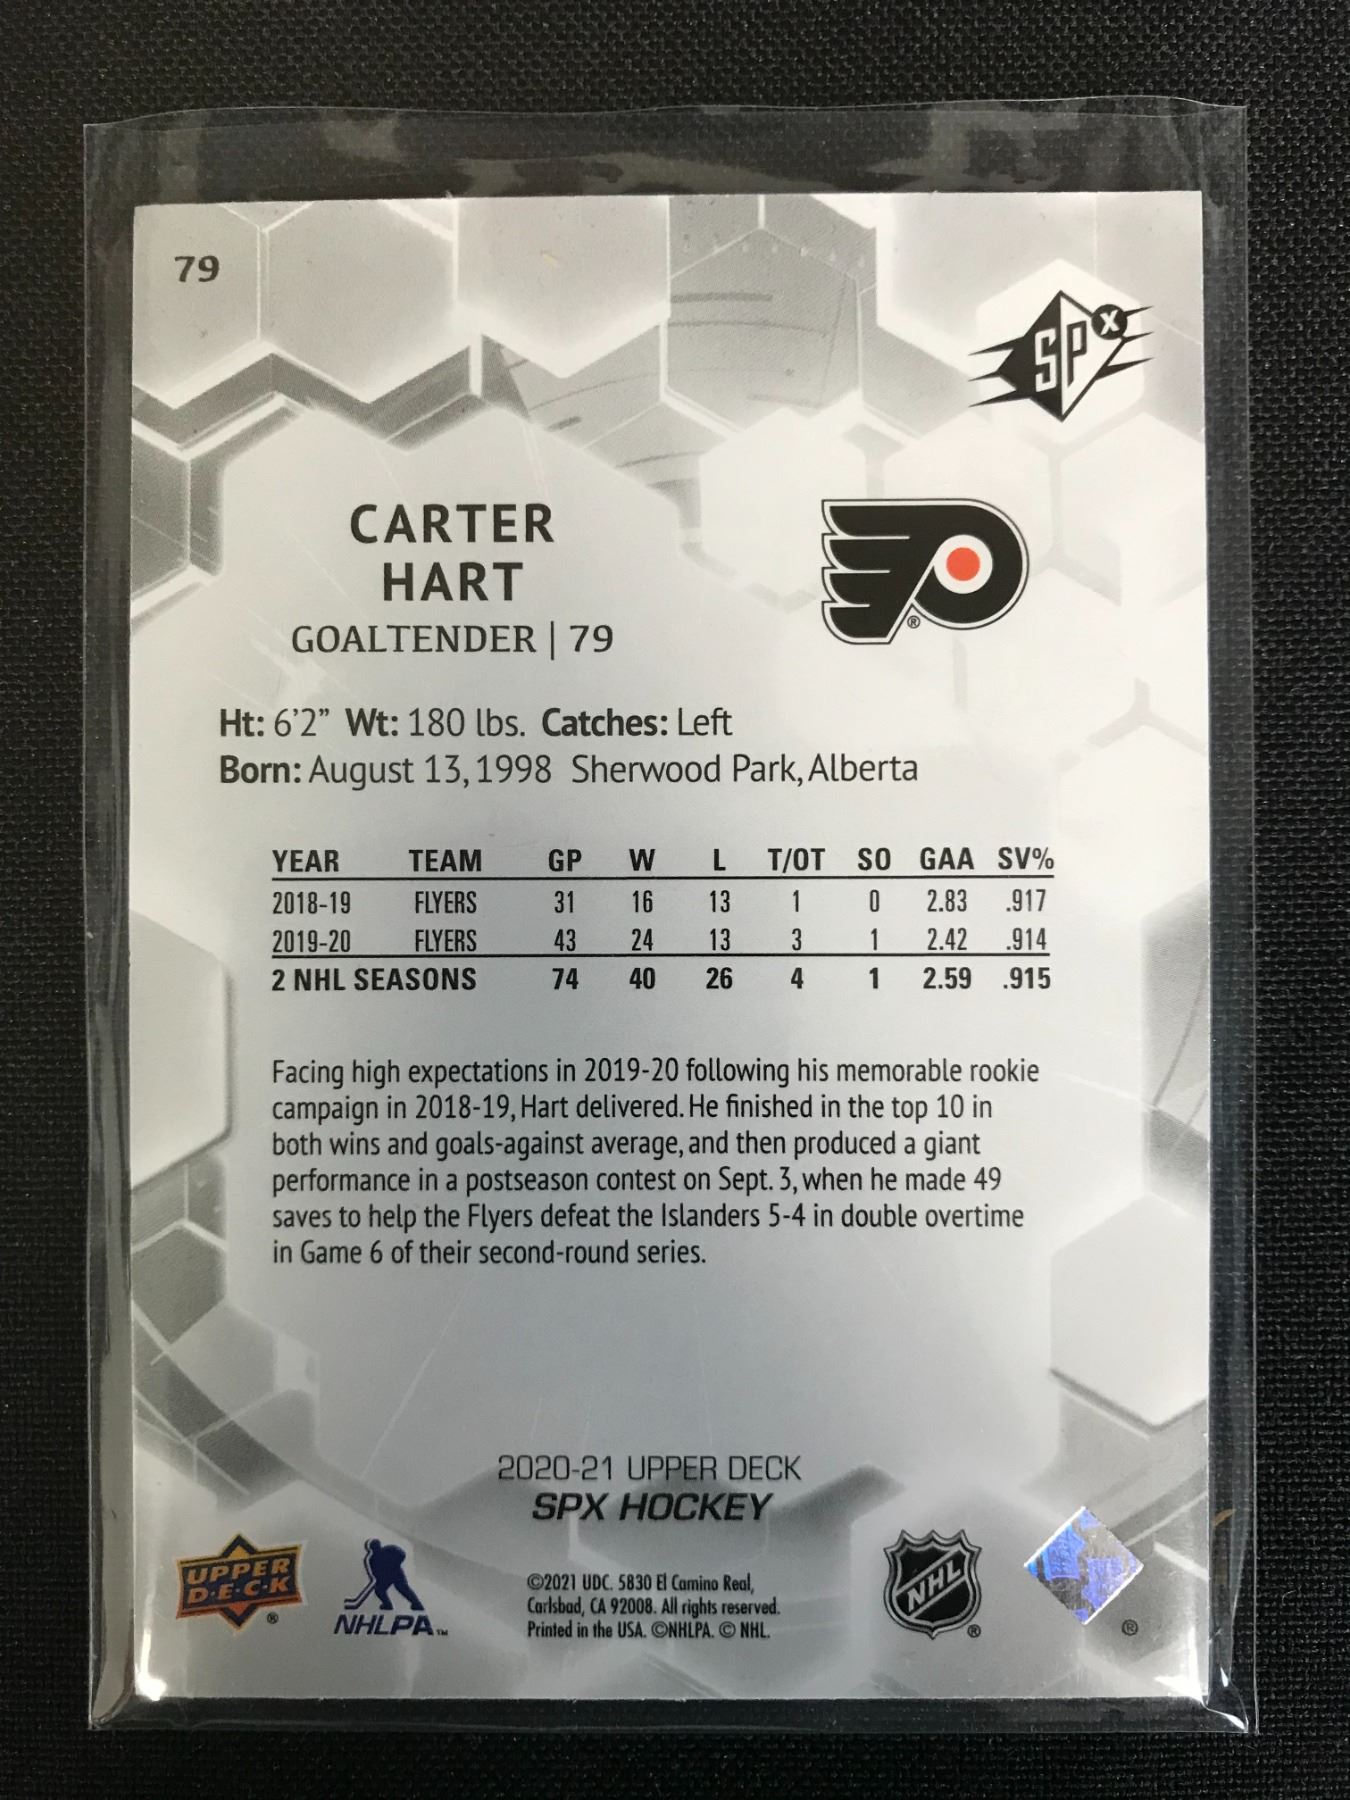 79
SPX
CARTER
HART
GOALTENDER | 79
®
Ht: 6'2" Wt: 180 lbs. Catches: Left
Born: August 13, 1998 Sherwood Park, Alberta
YEAR TEAM GP W L T/OT SO GAA SV%
2018-19 FLYERS 31 16 13 1 0 2.83 .917
2019-20 FLYERS 43 24 13 3 1 2.42 .914
2 NHL SEASONS 74 40 26 4 1 2.59 .915
Facing high expectations in 2019-20 following his memorable rookie
campaign in 2018-19, Hart delivered. He finished in the top 10 in
both wins and goals-against average, and then produced a giant
performance in a postseason contest on Sept. 3, when he made 49
saves to help the Flyers defeat the Islanders 5-4 in double overtime
in Game 6 of their second-round series.
2020-21 UPPER DECK
SPX HOCKEY
UPPER
D·E·C·K
®
NHLPA™
©2021 UDC. 5830 El Camino Real,
Carlsbad, CA 92008. All rights reserved.
Printed in the USA. ©NHLPA. © NHL.
NHL
®
®